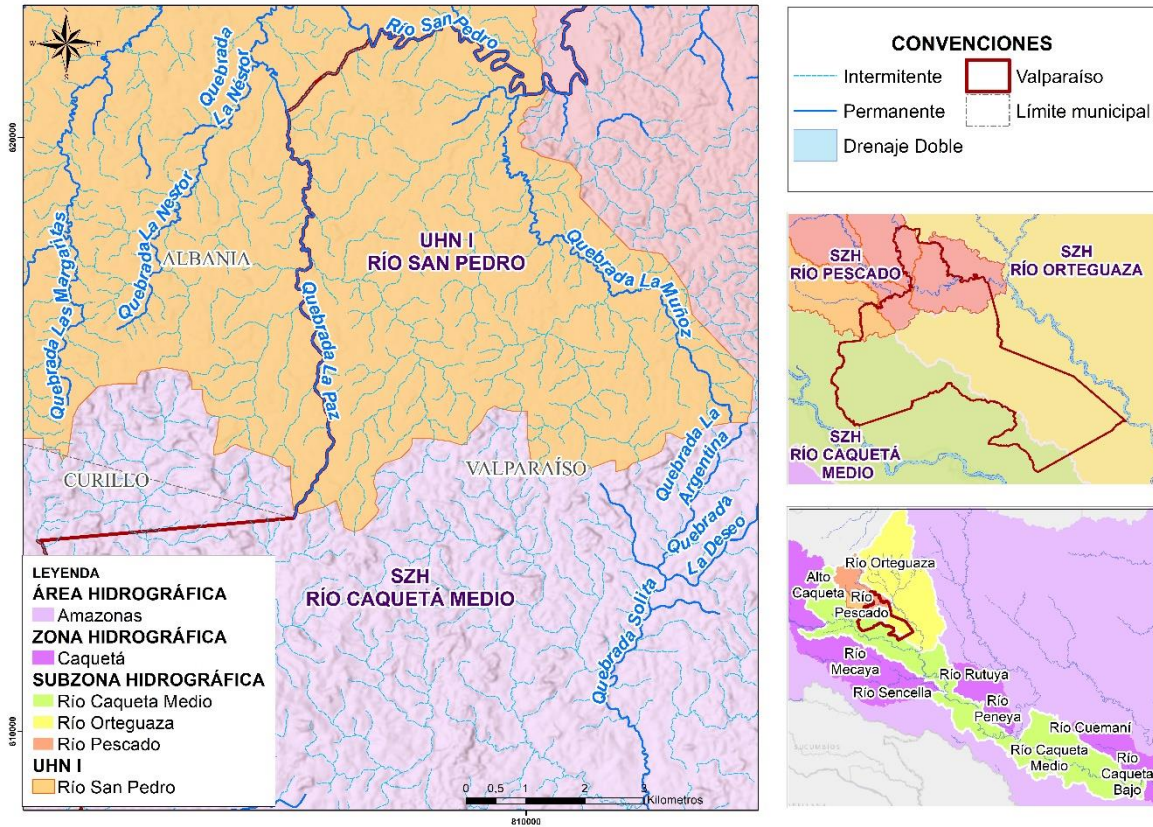 Río San Pedro
Quebrada
La Nestor
Quebrada La Nestor
Quebrada Las Margaritas
ALBANIA
UHN I
RÍO SAN PEDRO
Quebrada La Muñoz
Quebrada La Paz
CURILLO
VALPARAÍSO
Quebrada La
Argentina
Quebrada
La Deseo
SZH
RÍO CAQUETÁ MEDIO
Quebrada Solita
620000
610000
810000
LEYENDA
ÁREA HIDROGRÁFICA
Amazonas
ZONA HIDROGRÁFICA
Caquetá
SUBZONA HIDROGRÁFICA
Río Caqueta Medio
Río Orteguaza
Río Pescado
UHN I
Río San Pedro
0 0,5 1 2 3
Kilometros
CONVENCIONES
Intermitente
Valparaíso
Permanente
Límite municipal
Drenaje Doble
SZH
RÍO PESCADO
SZH
RÍO ORTEGUAZA
SZH
RÍO CAQUETÁ
MEDIO
Río Orteguaza
Alto
Caqueta
Río
Pescado
Río
Mecaya
Río Sencella
Río Rutuya
Río
Peneya
Río Cuemaní
Río Caqueta
Medio
Río
Caqueta
Bajo